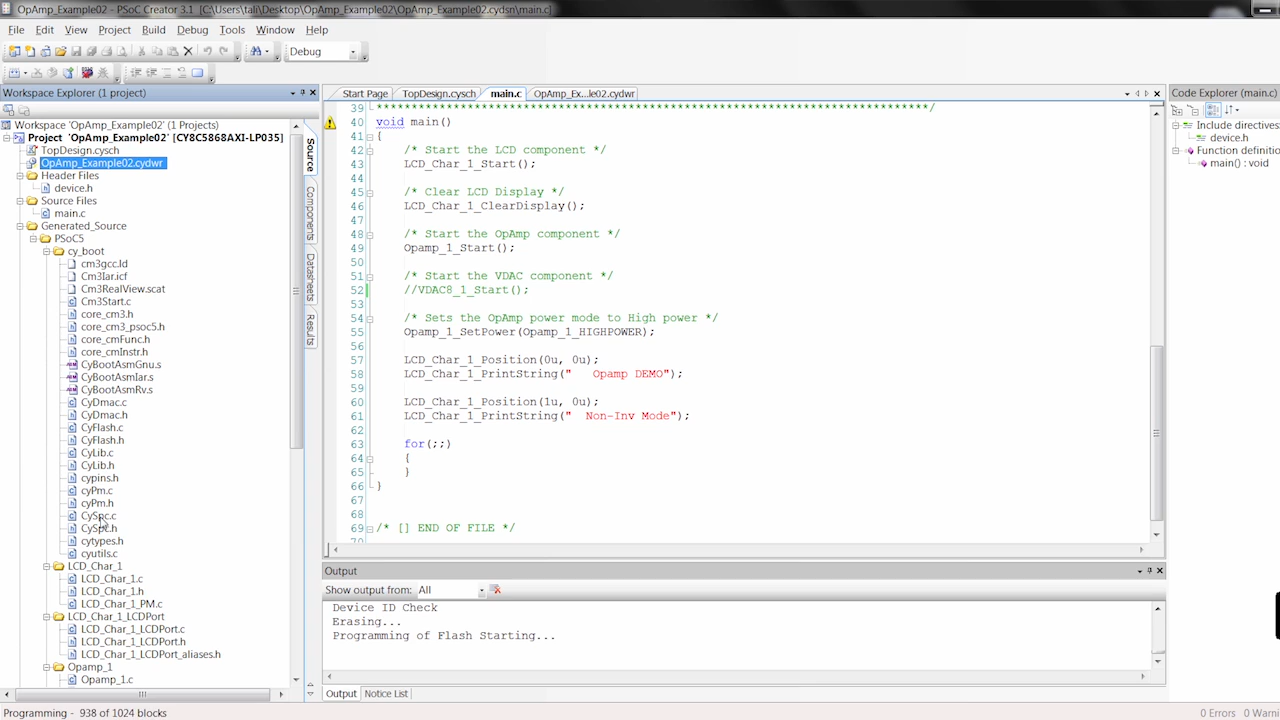 OpAmp_Example02 - PSoC Creator 3.1 [C:\Users\tali\Desktop\OpAmp_Example02\OpAmp_Example02.cydsn\main.c]
File Edit View Project Build Debug Tools Window Help
Debug
Workspace Explorer (1 project)
Workspace 'OpAmp_Example02' (1 Projects)
Project 'OpAmp_Example02' [CY8C5868AXI-LP035]
TopDesign.cysch
OpAmp_Example02.cydwr
Header Files
device.h
Source Files
main.c
Generated_Source
PSoC5
cy_boot
cm3gcc.ld
Cm3Iar.icf
Cm3RealView.scat
Cm3Start.c
core_cm3.h
core_cm3_psoc5.h
core_cmFunc.h
core_cmInstr.h
CyBootAsmGnu.s
CyBootAsmIar.s
CyBootAsmRv.s
CyDmac.c
CyDmac.h
CyFlash.c
CyFlash.h
CyLib.c
CyLib.h
cypins.h
cyPm.c
cyPm.h
CySpc.c
CySpc.h
cytypes.h
cyutils.c
LCD_Char_1
LCD_Char_1.c
LCD_Char_1.h
LCD_Char_1_PM.c
LCD_Char_1_LCDPort
LCD_Char_1_LCDPort.c
LCD_Char_1_LCDPort.h
LCD_Char_1_LCDPort_aliases.h
Opamp_1
Opamp_1.c
Source
Components
Datasheets
Results
Start Page TopDesign.cysch main.c OpAmp_Ex...le02.cydwr
39 *******************************************************************************/
40 void main()
41 {
42 /* Start the LCD component */
43 LCD_Char_1_Start();
44
45 /* Clear LCD Display */
46 LCD_Char_1_ClearDisplay();
47
48 /* Start the OpAmp component */
49 Opamp_1_Start();
50
51 /* Start the VDAC component */
52 //VDAC8_1_Start();
53
54 /* Sets the OpAmp power mode to High power */
55 Opamp_1_SetPower(Opamp_1_HIGHPOWER);
56
57 LCD_Char_1_Position(0u, 0u);
58 LCD_Char_1_PrintString("   Opamp DEMO");
59
60 LCD_Char_1_Position(1u, 0u);
61 LCD_Char_1_PrintString("  Non-Inv Mode");
62
63 for(;;)
64 {
65 }
66 }
67
68
69 /* [] END OF FILE */
70
Output
Show output from: All
Device ID Check
Erasing...
Programming of Flash Starting...
Output Notice List
Code Explorer (main.c)
Include directives
device.h
Function definitio
main() : void
Programming - 938 of 1024 blocks
0 Errors 0 Warni